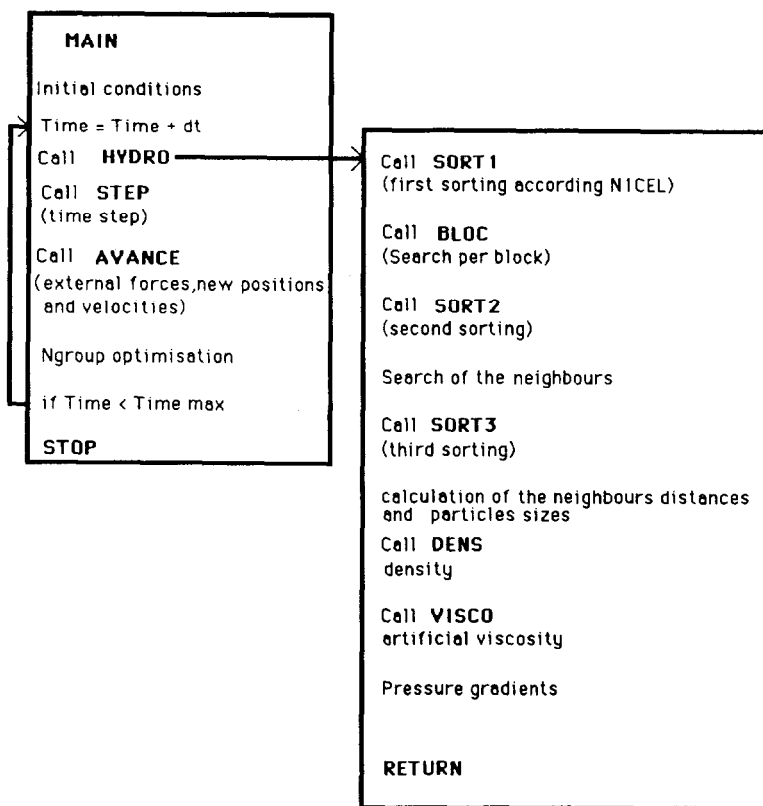 MAIN
Initial conditions
Time = Time + dt
Call HYDRO
Call STEP
(time step)
Call AVANCE
(external forces,new positions
and velocities)
Ngroup optimisation
if Time < Time max
STOP
Call SORT1
(first sorting according N1CEL)
Call BLOC
(Search per block)
Call SORT2
(second sorting)
Search of the neighbours
Call SORT3
(third sorting)
calculation of the neighbours distances
and particles sizes
Call DENS
density
Call VISCO
artificial viscosity
Pressure gradients
RETURN